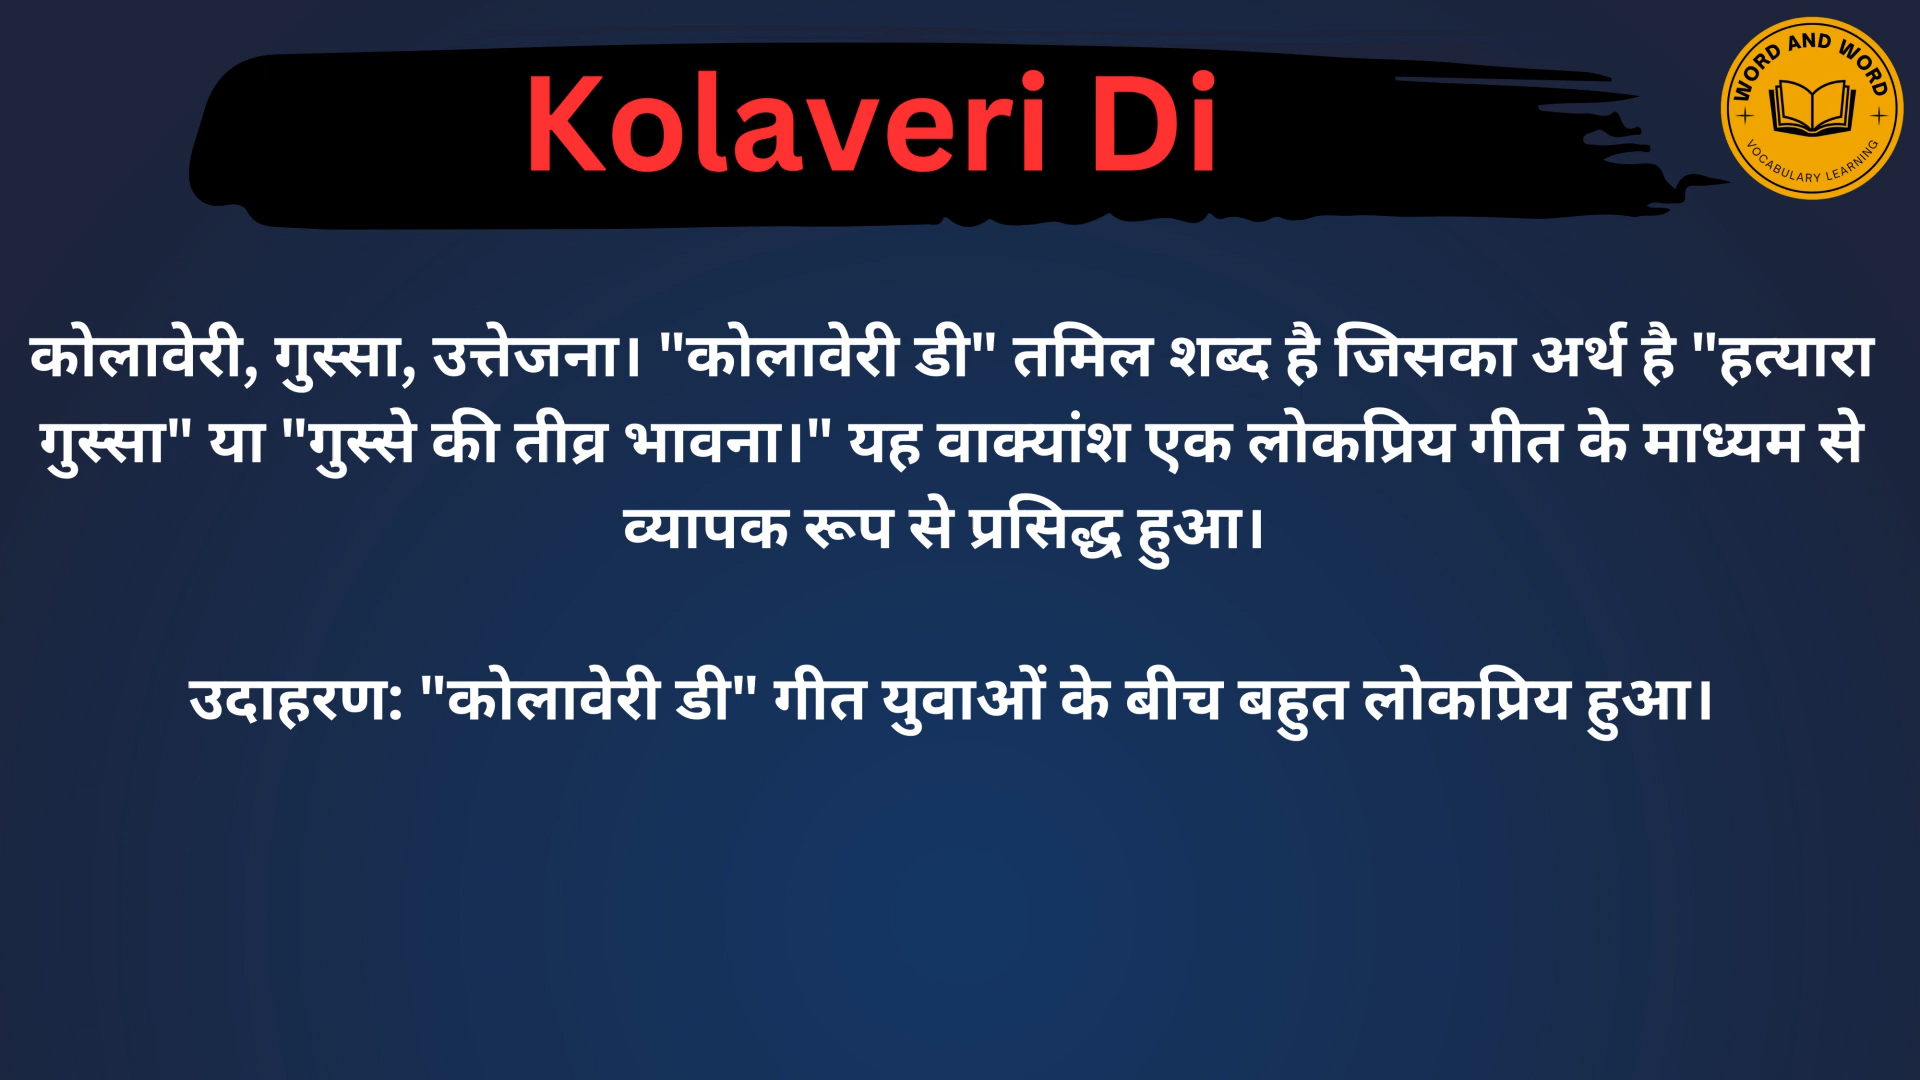 Kolaveri Di
WORD AND WORD
VOCABULARY LEARNING
कोलावेरी, गुस्सा, उत्तेजना। "कोलावेरी डी" तमिल शब्द है जिसका अर्थ है "हत्यारा
गुस्सा" या "गुस्से की तीव्र भावना।" यह वाक्यांश एक लोकप्रिय गीत के माध्यम से
व्यापक रूप से प्रसिद्ध हुआ।
उदाहरण: "कोलावेरी डी" गीत युवाओं के बीच बहुत लोकप्रिय हुआ।